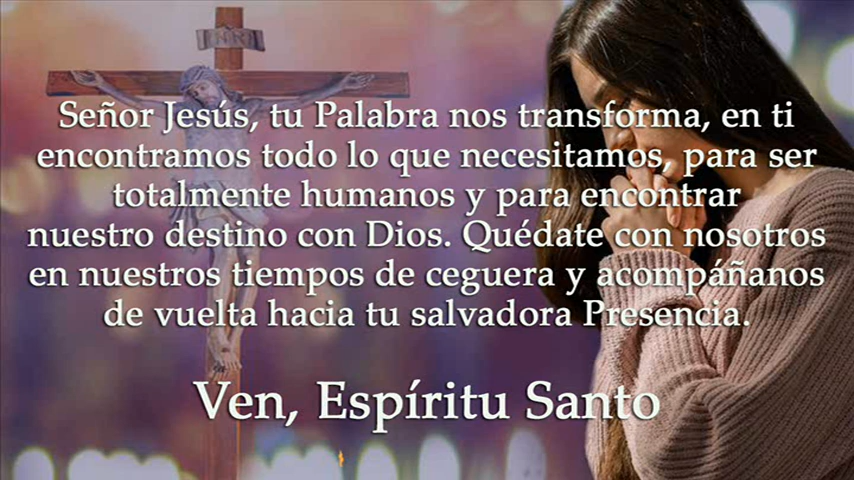 INRI
Señor Jesús, tu Palabra nos transforma, en ti
encontramos todo lo que necesitamos, para ser
totalmente humanos y para encontrar
nuestro destino con Dios. Quédate con nosotros
en nuestros tiempos de ceguera y acompáñanos
de vuelta hacia tu salvadora Presencia.
Ven, Espíritu Santo